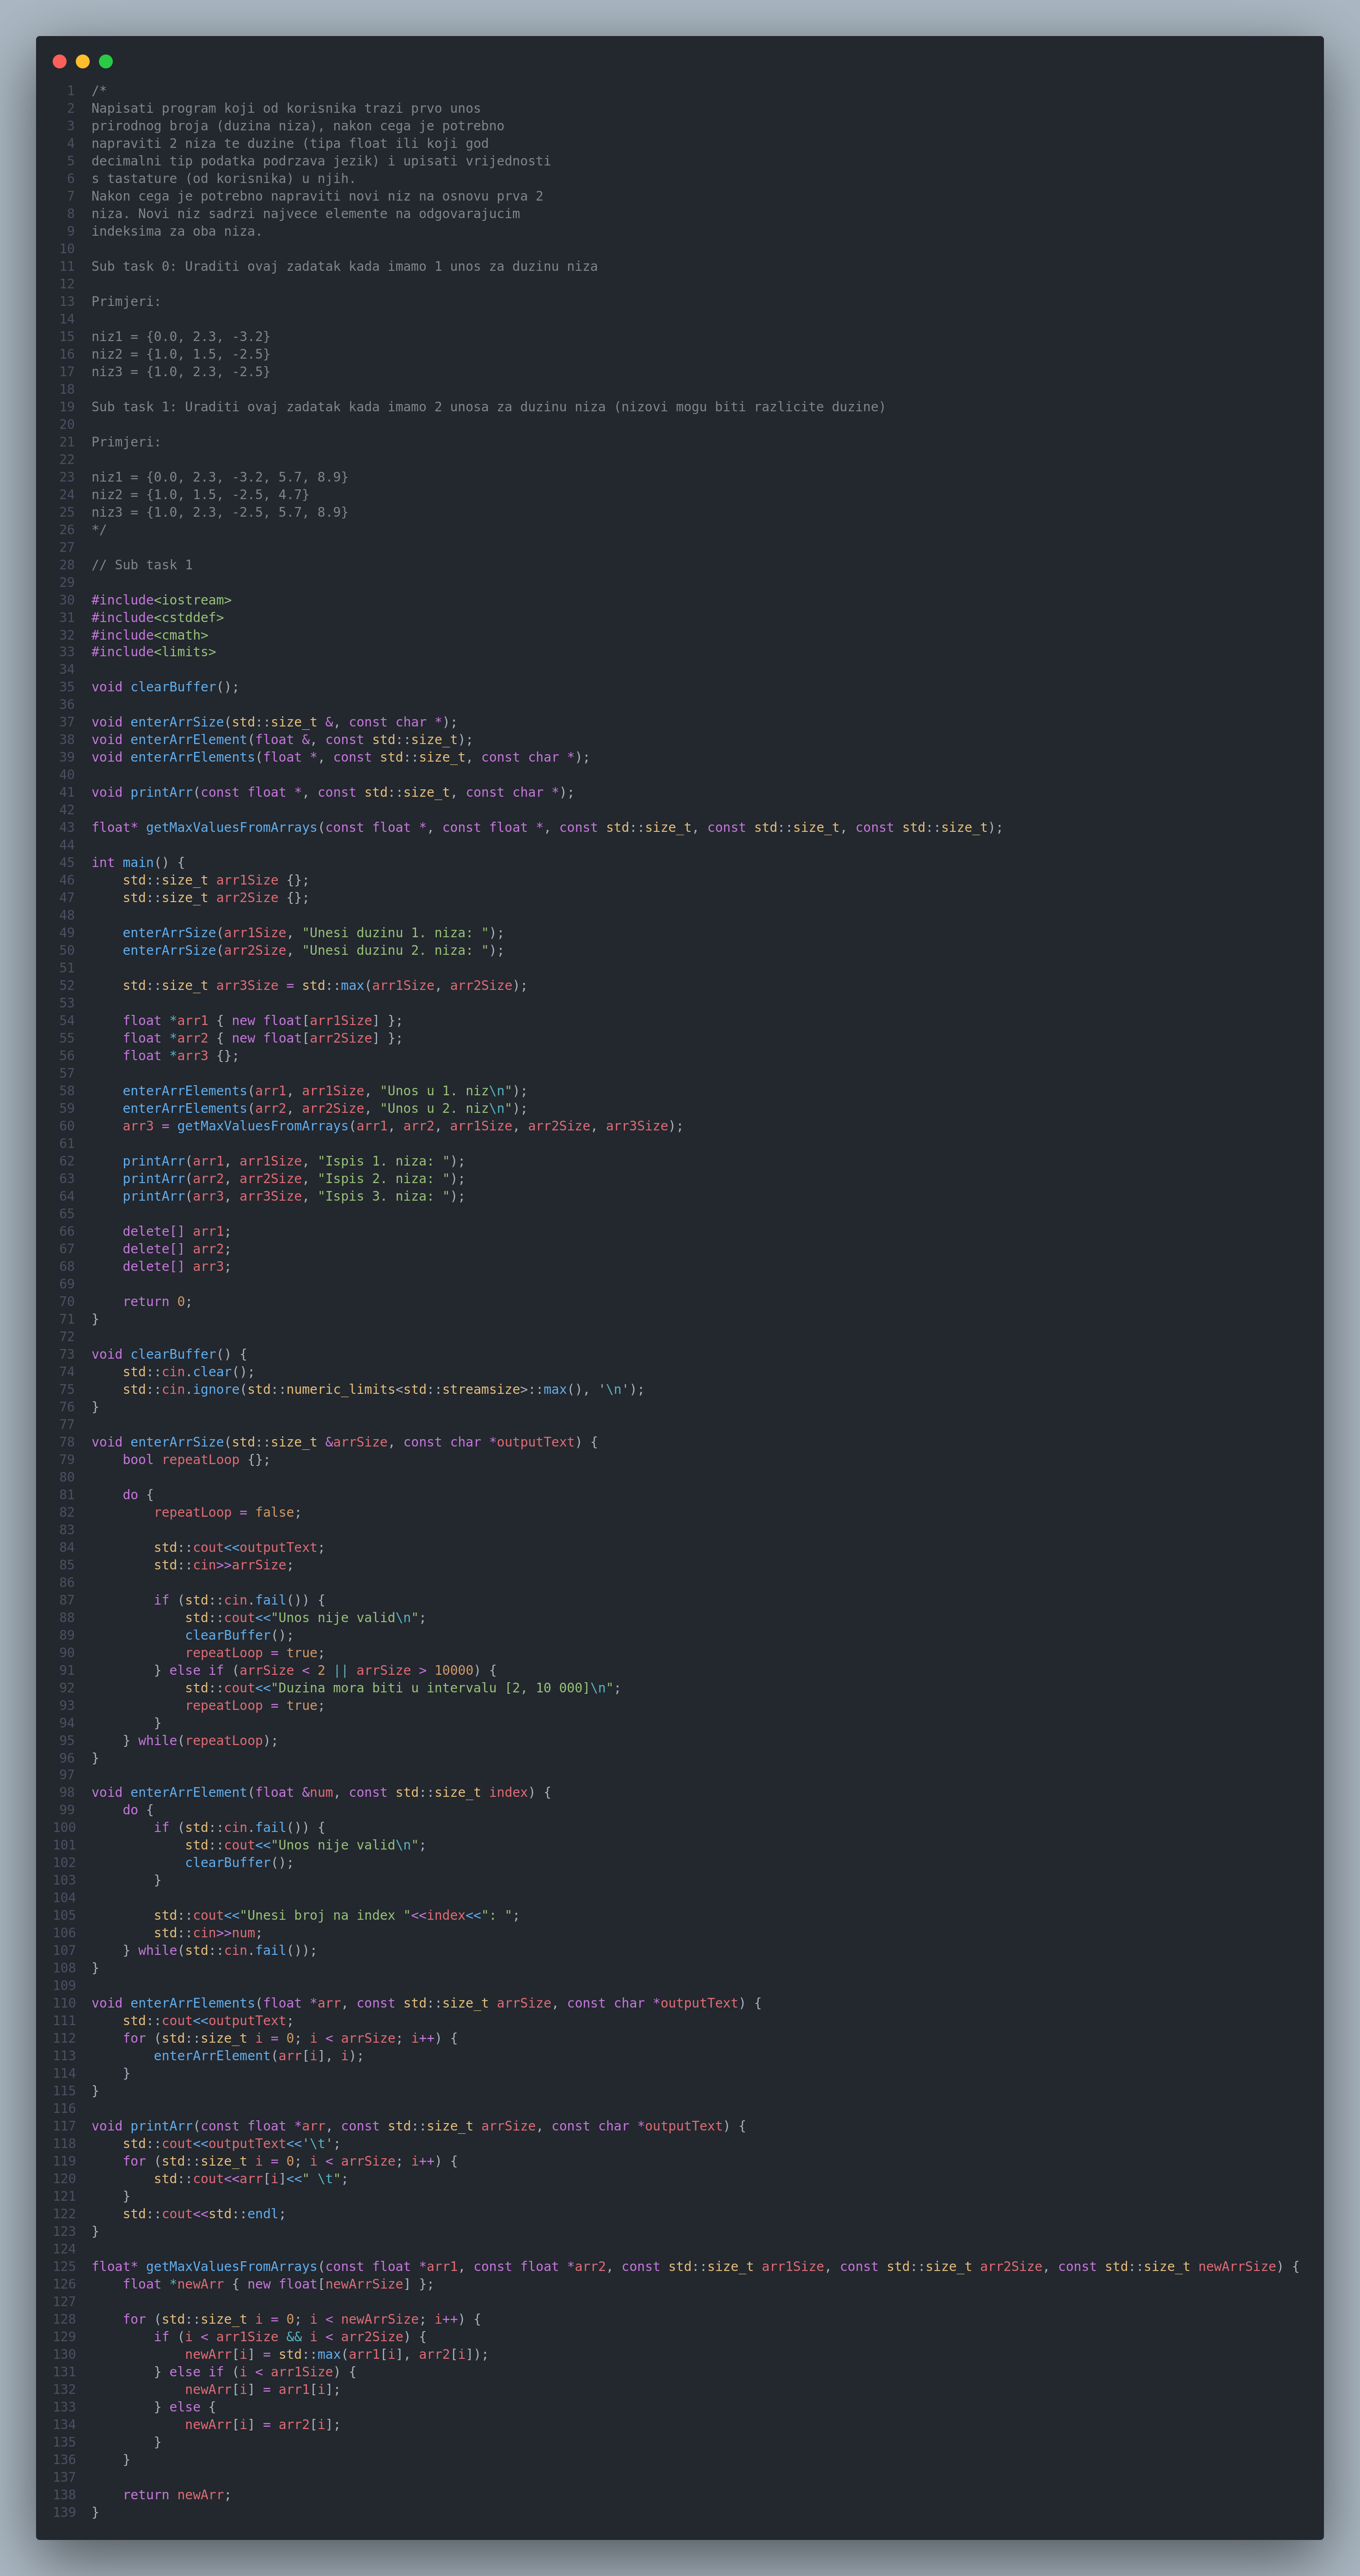 1 /*
2 Napisati program koji od korisnika trazi prvo unos
3 prirodnog broja (duzina niza), nakon cega je potrebno
4 napraviti 2 niza te duzine (tipa float ili koji god
5 decimalni tip podatka podrzava jezik) i upisati vrijednosti
6 s tastature (od korisnika) u njih.
7 Nakon cega je potrebno napraviti novi niz na osnovu prva 2
8 niza. Novi niz sadrzi najvece elemente na odgovarajucim
9 indeksima za oba niza.
10
11 Sub task 0: Uraditi ovaj zadatak kada imamo 1 unos za duzinu niza
12
13 Primjeri:
14
15 niz1 = {0.0, 2.3, -3.2}
16 niz2 = {1.0, 1.5, -2.5}
17 niz3 = {1.0, 2.3, -2.5}
18
19 Sub task 1: Uraditi ovaj zadatak kada imamo 2 unosa za duzinu niza (nizovi mogu biti razlicite duzine)
20
21 Primjeri:
22
23 niz1 = {0.0, 2.3, -3.2, 5.7, 8.9}
24 niz2 = {1.0, 1.5, -2.5, 4.7}
25 niz3 = {1.0, 2.3, -2.5, 5.7, 8.9}
26 */
27
28 // Sub task 1
29
30 #include<iostream>
31 #include<cstddef>
32 #include<cmath>
33 #include<limits>
34
35 void clearBuffer();
36
37 void enterArrSize(std::size_t &, const char *);
38 void enterArrElement(float &, const std::size_t);
39 void enterArrElements(float *, const std::size_t, const char *);
40
41 void printArr(const float *, const std::size_t, const char *);
42
43 float* getMaxValuesFromArrays(const float *, const float *, const std::size_t, const std::size_t, const std::size_t);
44
45 int main() {
46     std::size_t arr1Size {};
47     std::size_t arr2Size {};
48
49     enterArrSize(arr1Size, "Unesi duzinu 1. niza: ");
50     enterArrSize(arr2Size, "Unesi duzinu 2. niza: ");
51
52     std::size_t arr3Size = std::max(arr1Size, arr2Size);
53
54     float *arr1 { new float[arr1Size] };
55     float *arr2 { new float[arr2Size] };
56     float *arr3 {};
57
58     enterArrElements(arr1, arr1Size, "Unos u 1. niz\n");
59     enterArrElements(arr2, arr2Size, "Unos u 2. niz\n");
60     arr3 = getMaxValuesFromArrays(arr1, arr2, arr1Size, arr2Size, arr3Size);
61
62     printArr(arr1, arr1Size, "Ispis 1. niza: ");
63     printArr(arr2, arr2Size, "Ispis 2. niza: ");
64     printArr(arr3, arr3Size, "Ispis 3. niza: ");
65
66     delete[] arr1;
67     delete[] arr2;
68     delete[] arr3;
69
70     return 0;
71 }
72
73 void clearBuffer() {
74     std::cin.clear();
75     std::cin.ignore(std::numeric_limits<std::streamsize>::max(), '\n');
76 }
77
78 void enterArrSize(std::size_t &arrSize, const char *outputText) {
79     bool repeatLoop {};
80
81     do {
82         repeatLoop = false;
83
84         std::cout<<outputText;
85         std::cin>>arrSize;
86
87         if (std::cin.fail()) {
88             std::cout<<"Unos nije valid\n";
89             clearBuffer();
90             repeatLoop = true;
91         } else if (arrSize < 2 || arrSize > 10000) {
92             std::cout<<"Duzina mora biti u intervalu [2, 10 000]\n";
93             repeatLoop = true;
94         }
95     } while(repeatLoop);
96 }
97
98 void enterArrElement(float &num, const std::size_t index) {
99     do {
100         if (std::cin.fail()) {
101             std::cout<<"Unos nije valid\n";
102             clearBuffer();
103         }
104
105         std::cout<<"Unesi broj na index "<<index<<": ";
106         std::cin>>num;
107     } while(std::cin.fail());
108 }
109
110 void enterArrElements(float *arr, const std::size_t arrSize, const char *outputText) {
111     std::cout<<outputText;
112     for (std::size_t i = 0; i < arrSize; i++) {
113         enterArrElement(arr[i], i);
114     }
115 }
116
117 void printArr(const float *arr, const std::size_t arrSize, const char *outputText) {
118     std::cout<<outputText<<'\t';
119     for (std::size_t i = 0; i < arrSize; i++) {
120         std::cout<<arr[i]<<" \t";
121     }
122     std::cout<<std::endl;
123 }
124
125 float* getMaxValuesFromArrays(const float *arr1, const float *arr2, const std::size_t arr1Size, const std::size_t arr2Size, const std::size_t newArrSize) {
126     float *newArr { new float[newArrSize] };
127
128     for (std::size_t i = 0; i < newArrSize; i++) {
129         if (i < arr1Size && i < arr2Size) {
130             newArr[i] = std::max(arr1[i], arr2[i]);
131         } else if (i < arr1Size) {
132             newArr[i] = arr1[i];
133         } else {
134             newArr[i] = arr2[i];
135         }
136     }
137
138     return newArr;
139 }